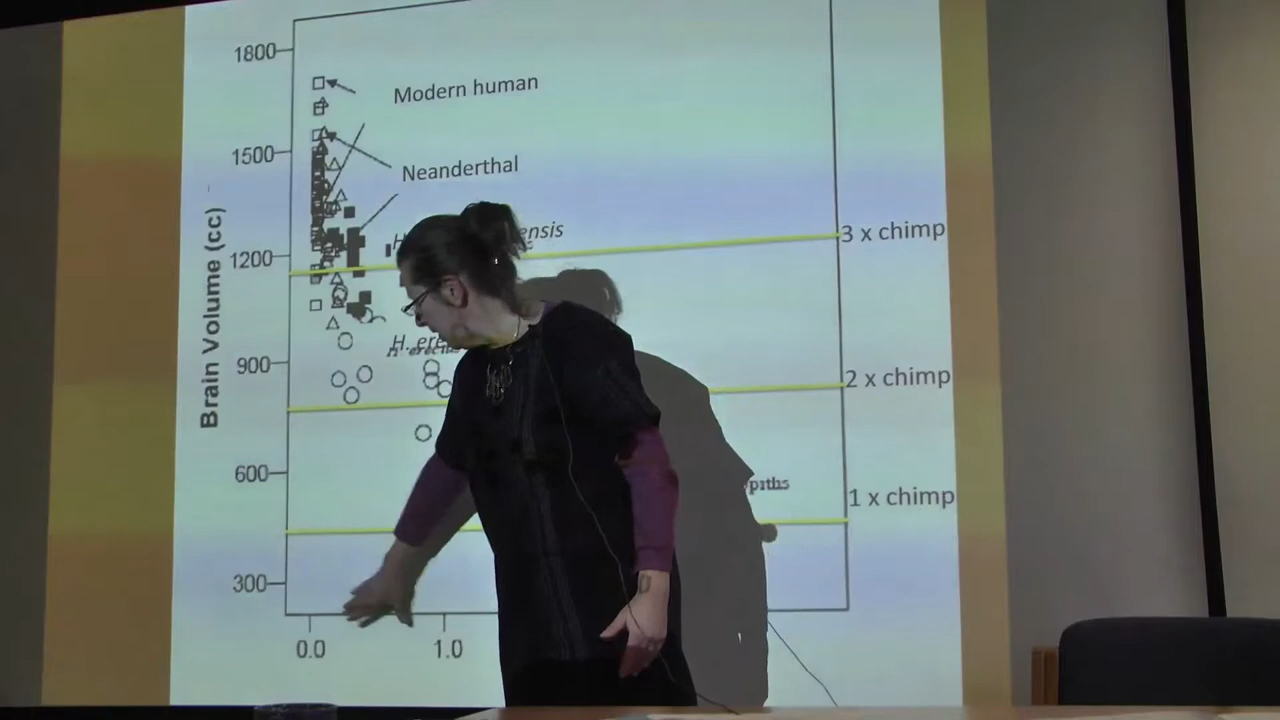 1800
Modern human
1500
Neanderthal
ensis
1200
3 x chimp
Brain Volume (cc)
900
2 x chimp
600
1 x chimp
300
0.0
1.0